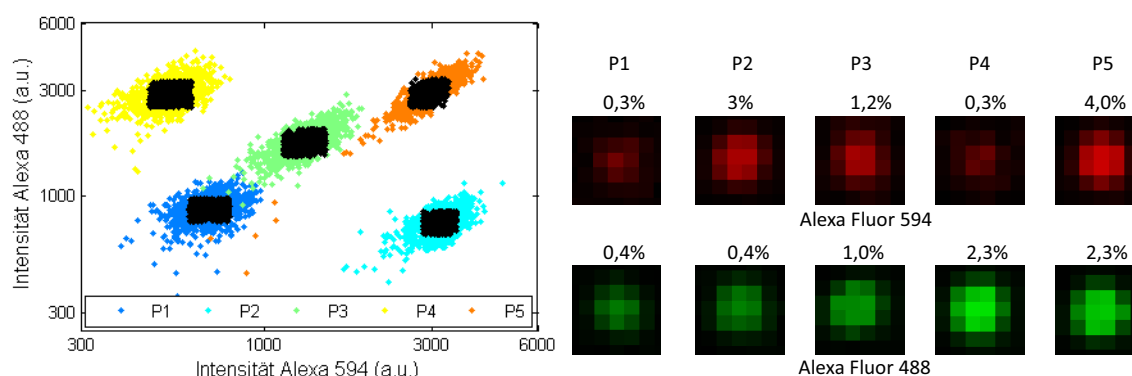 6000
3000
1000
300
Intensität Alexa 488 (a.u.)
P1 P2 P3 P4 P5
300 1000 3000 6000
Intensität Alexa 594 (a.u.)
P1 P2 P3 P4 P5
0,3% 3% 1,2% 0,3% 4,0%
Alexa Fluor 594
0,4% 0,4% 1,0% 2,3% 2,3%
Alexa Fluor 488